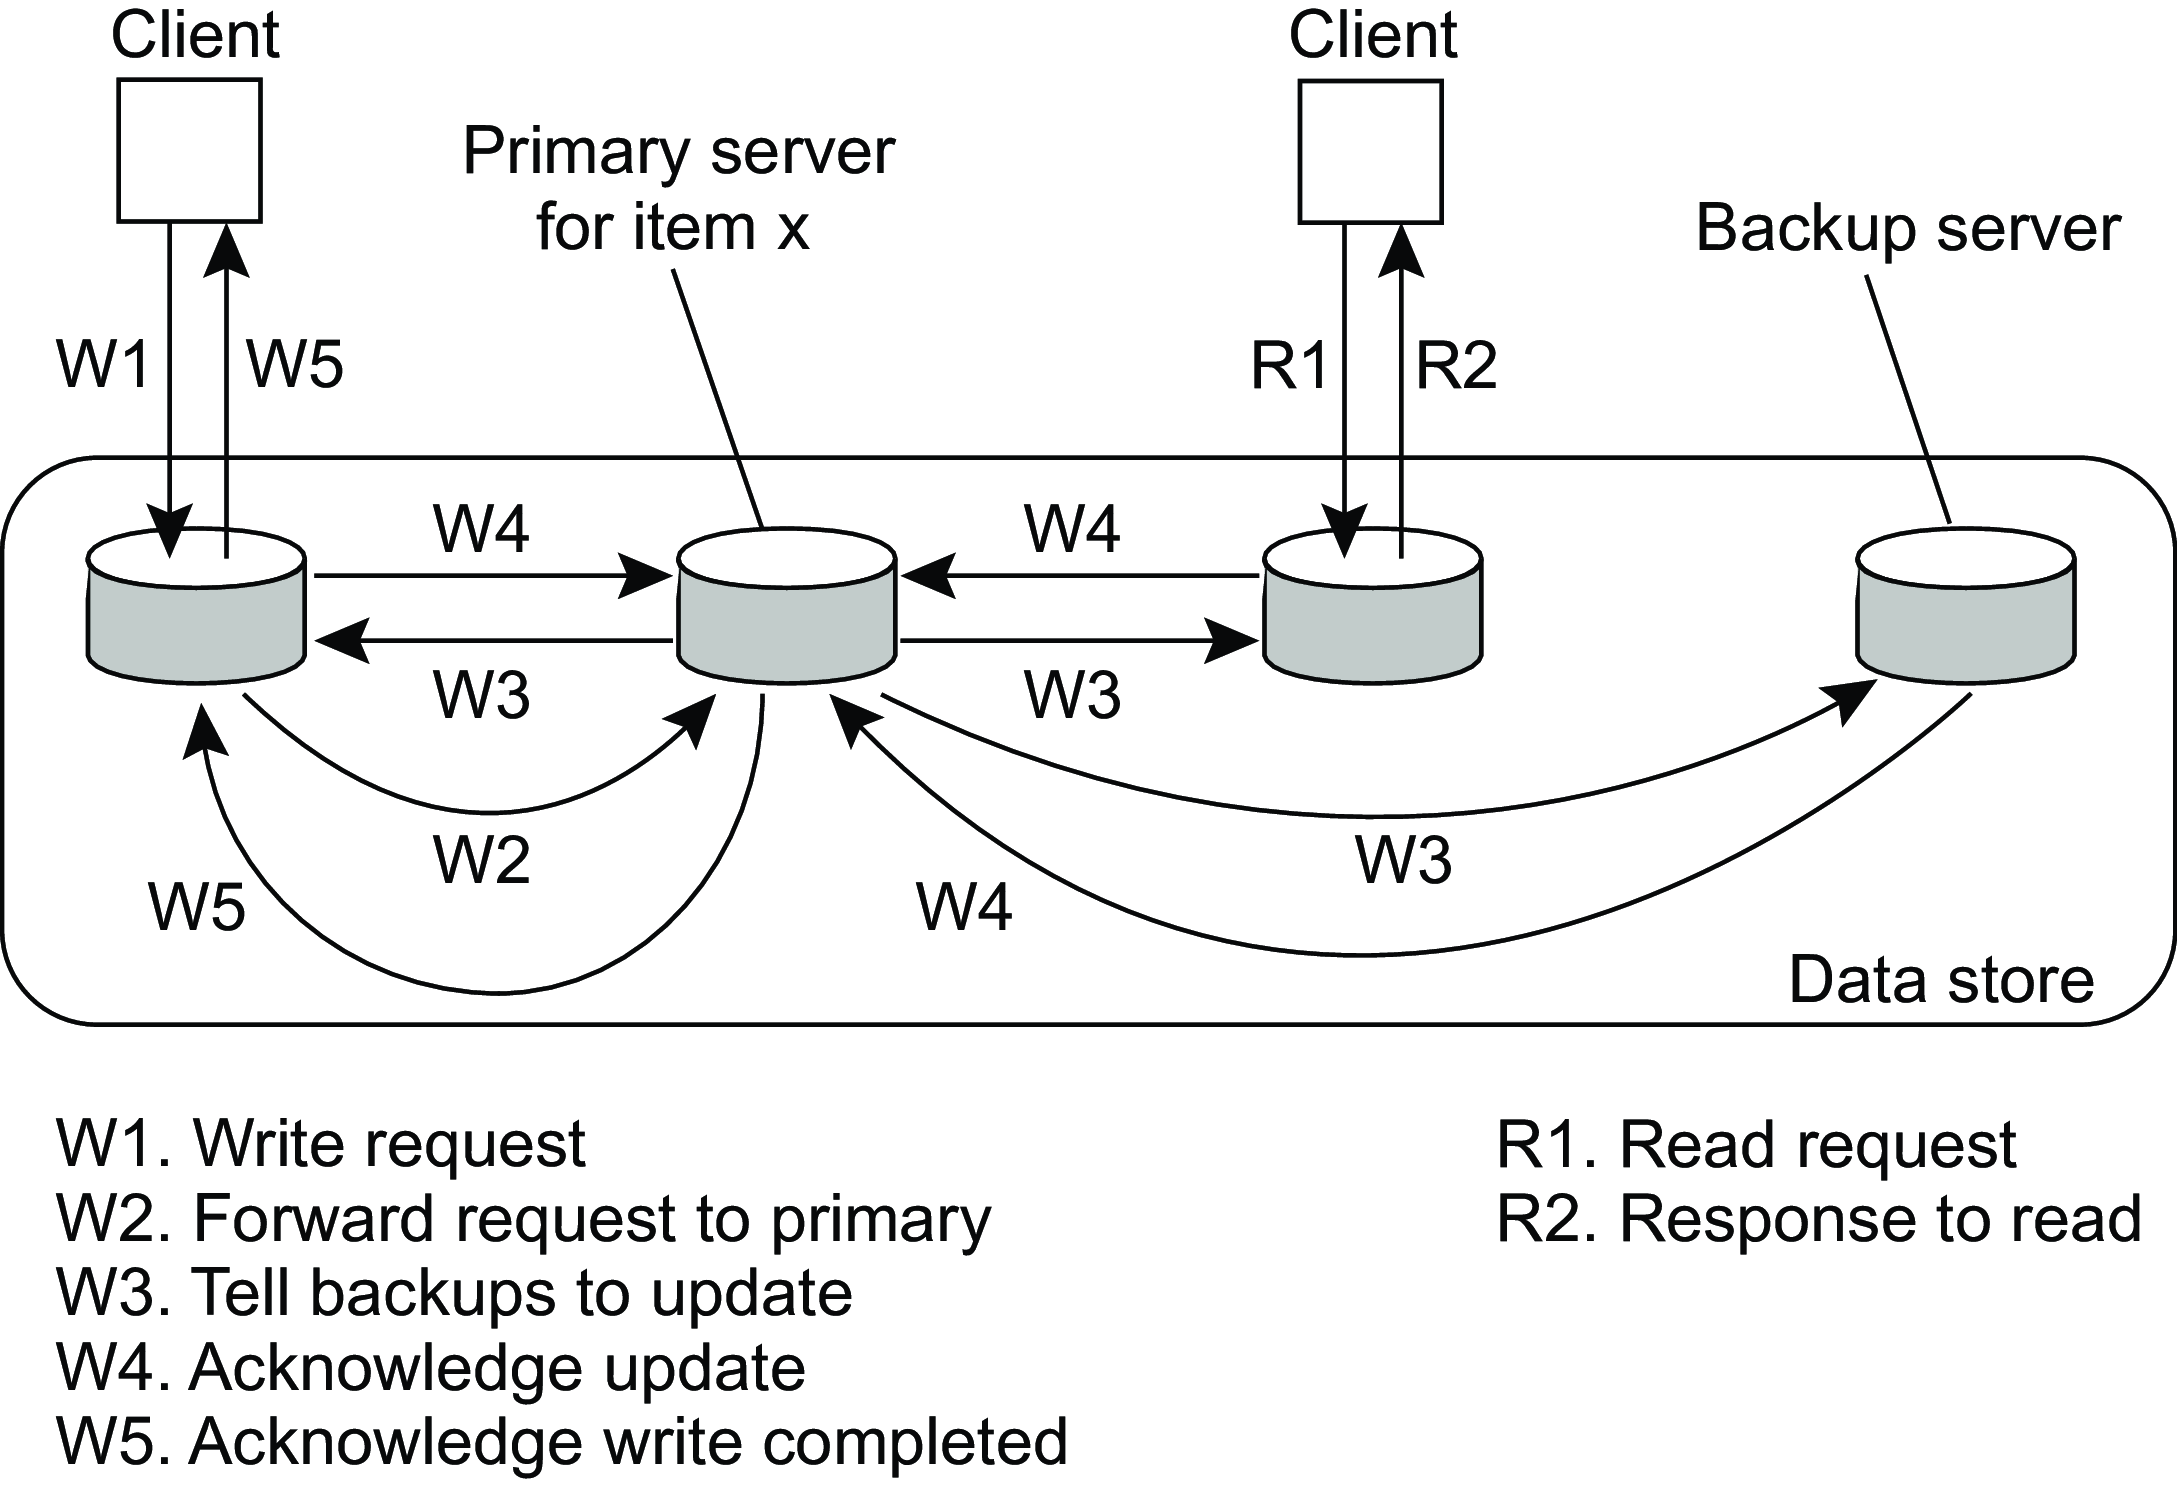 Client
Client
Primary server
for item x
Backup server
W1
W5
R1
R2
W4
W4
W3
W3
W2
W3
W5
W4
Data store
W1. Write request
W2. Forward request to primary
W3. Tell backups to update
W4. Acknowledge update
W5. Acknowledge write completed
R1. Read request
R2. Response to read